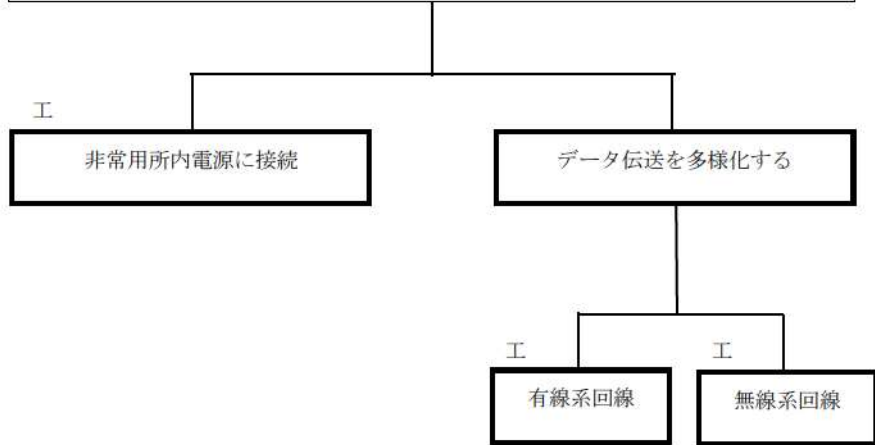 工
非常用所内電源に接続
データ伝送を多様化する
工
工
有線系回線
無線系回線